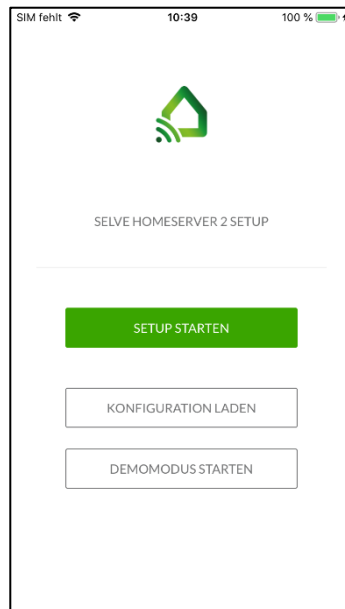 SIM fehlt 10:39 100 %
SELVE HOMESERVER 2 SETUP
SETUP STARTEN
KONFIGURATION LADEN
DEMOMODUS STARTEN